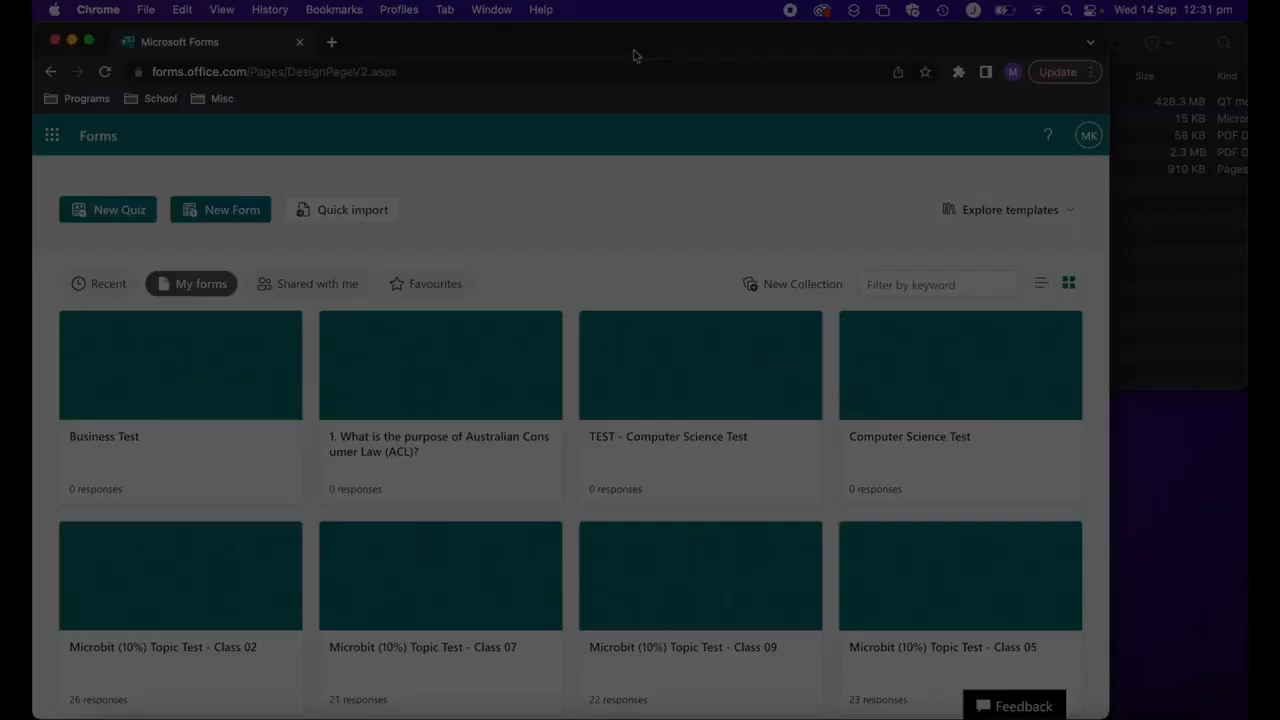 Chrome File Edit View History Bookmarks Profiles Tab Window Help J Wed 14 Sep 12:31 pm
Microsoft Forms
forms.office.com/Pages/DesignPageV2.aspx M Update
Programs School Misc
Size Kind
428.3 MB QT mo
15 KB Micros
58 KB PDF D
2.3 MB PDF D
910 KB Pages
Forms ? MK
New Quiz New Form Quick import Explore templates
Recent My forms Shared with me Favourites New Collection Filter by keyword
Business Test
0 responses
1. What is the purpose of Australian Cons
umer Law (ACL)?
0 responses
TEST - Computer Science Test
0 responses
Computer Science Test
0 responses
Microbit (10%) Topic Test - Class 02
26 responses
Microbit (10%) Topic Test - Class 07
21 responses
Microbit (10%) Topic Test - Class 09
22 responses
Microbit (10%) Topic Test - Class 05
23 responses
Feedback